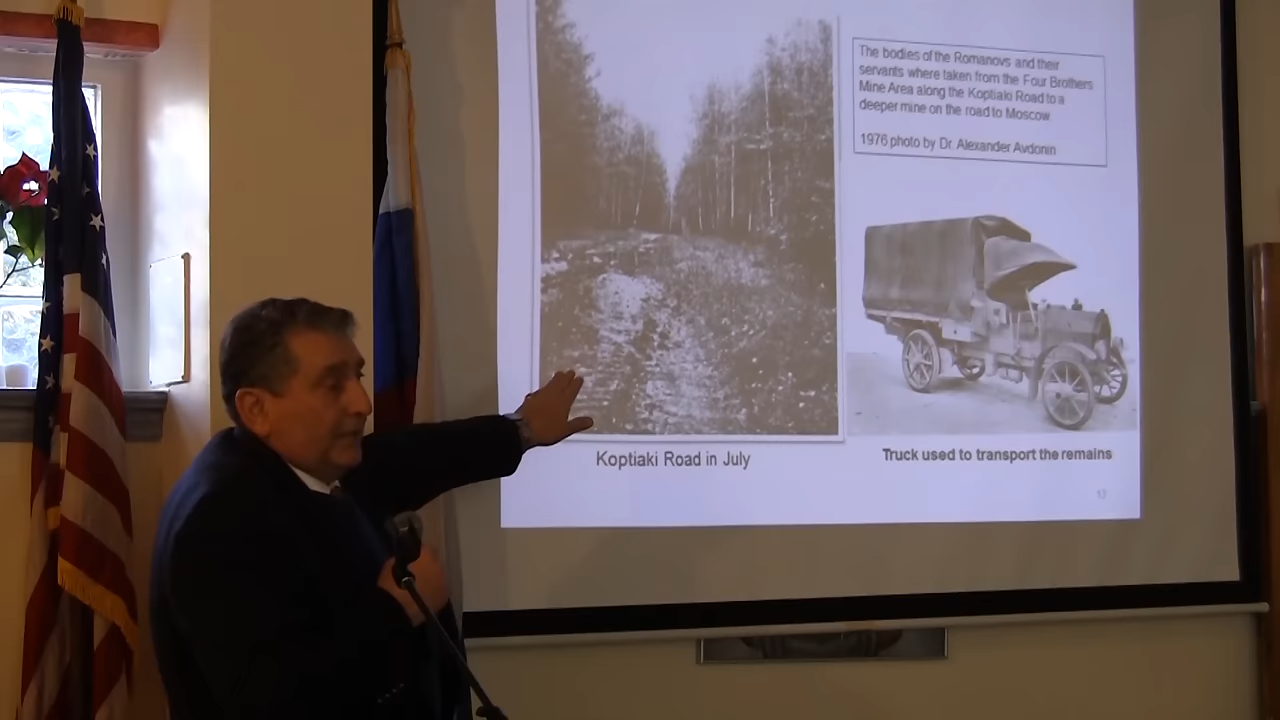 The bodies of the Romanovs and their
servants where taken from the Four Brothers
Mine Area along the Koptiaki Road to a
deeper mine on the road to Moscow
1976 photo by Dr. Alexander Avdonin
Koptiaki Road in July
Truck used to transport the remains
13